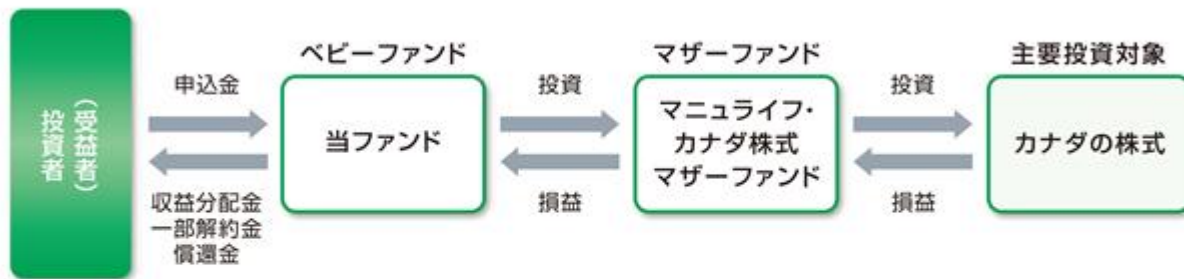 投資者
（受益者）
申込金
収益分配金
一部解約金
償還金
ベビーファンド
当ファンド
投資
損益
マザーファンド
マニュライフ・
カナダ株式
マザーファンド
投資
損益
主要投資対象
カナダの株式